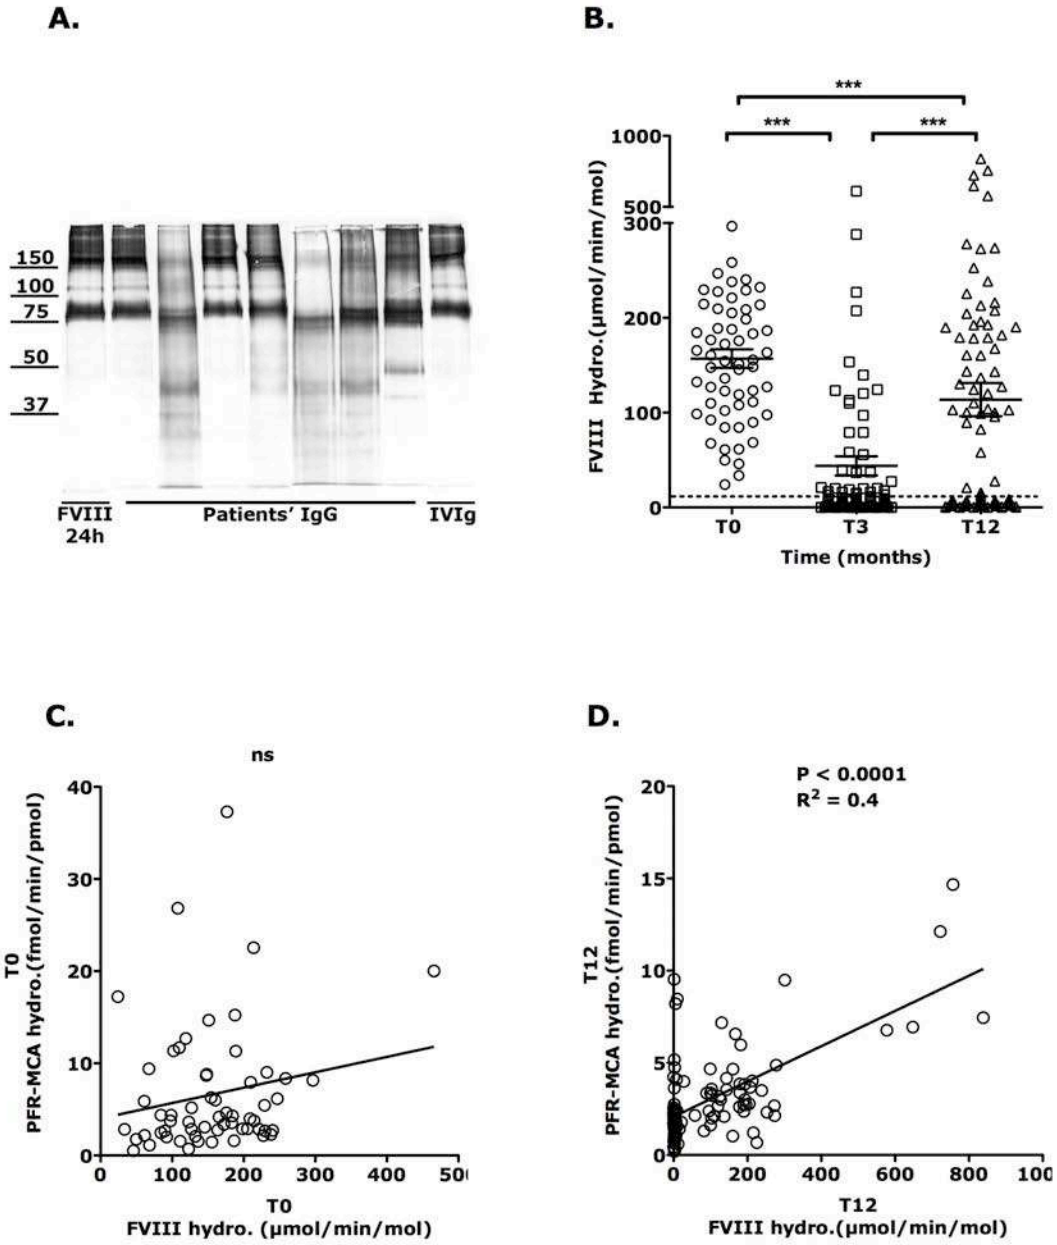 A.
150
100
75
50
37
FVIII
24h
Patients' IgG
IVIg
B.
***
***
***
FVIII Hydro.(µmol/mim/mol)
1000
500
300
200
100
0
T0
T3
T12
Time (months)
C.
ns
T0
PFR-MCA hydro.(fmol/min/pmol)
40
30
20
10
0
0
100
200
300
400
500
T0
FVIII hydro. (µmol/min/mol)
D.
P < 0.0001
R² = 0.4
T12
PFR-MCA hydro.(fmol/min/pmol)
20
15
10
5
0
0
200
400
600
800
100
T12
FVIII hydro.(µmol/min/mol)